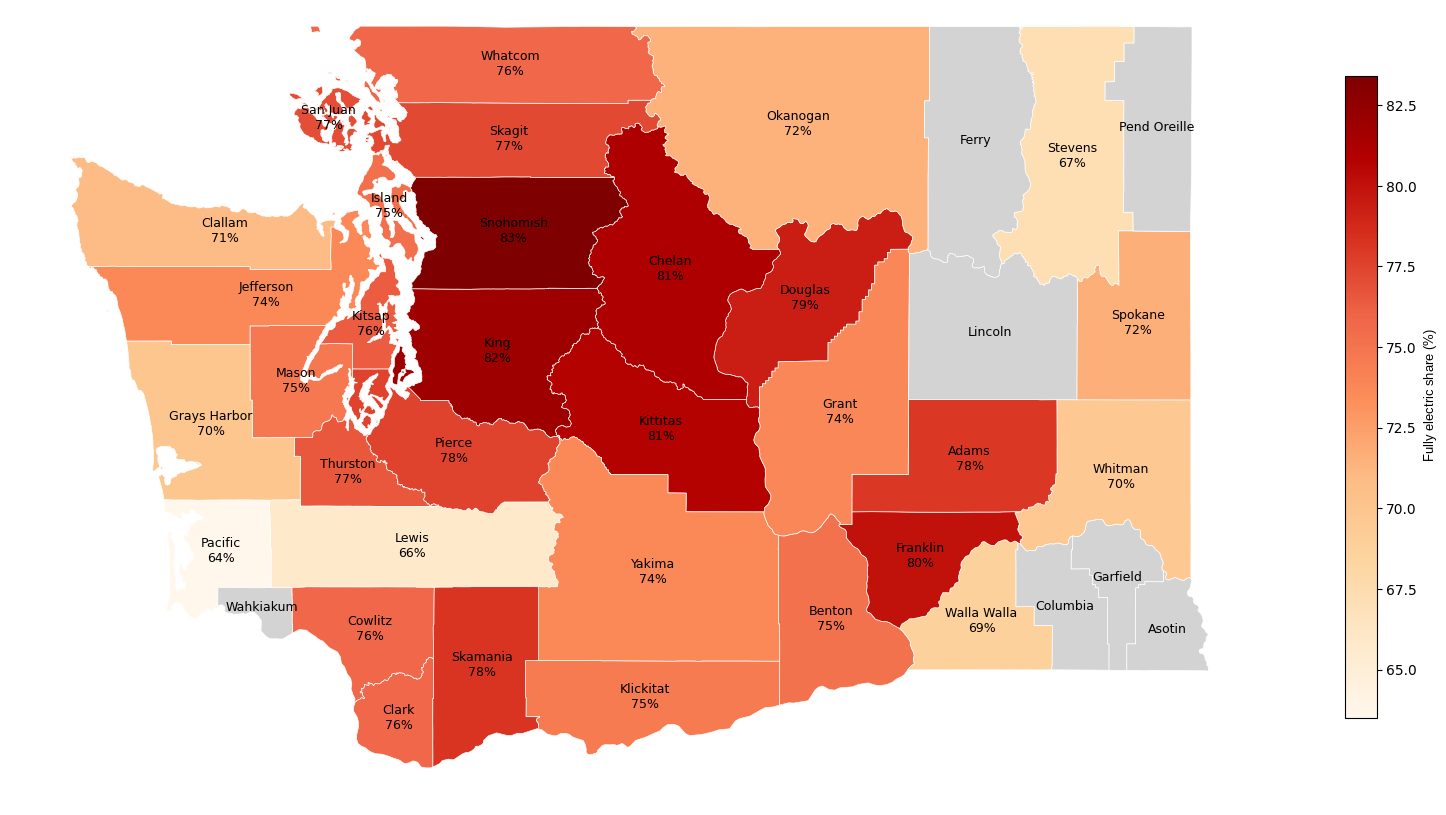 Whatcom
76%
San Juan
77%
Skagit
77%
Okanogan
72%
Ferry
Stevens
67%
Pend Oreille
Island
75%
Clallam
71%
Snohomish
83%
Chelan
81%
Douglas
79%
Jefferson
74%
Kitsap
76%
King
82%
Lincoln
Spokane
72%
Mason
75%
Grays Harbor
70%
Grant
74%
Kittitas
81%
Pierce
78%
Thurston
77%
Adams
78%
Whitman
70%
Pacific
64%
Lewis
66%
Yakima
74%
Franklin
80%
Garfield
Columbia
Asotin
Wahkiakum
Cowlitz
76%
Benton
75%
Walla Walla
69%
Skamania
78%
Klickitat
75%
Clark
76%
82.5
80.0
77.5
75.0
72.5
70.0
67.5
65.0
Fully electric share (%)